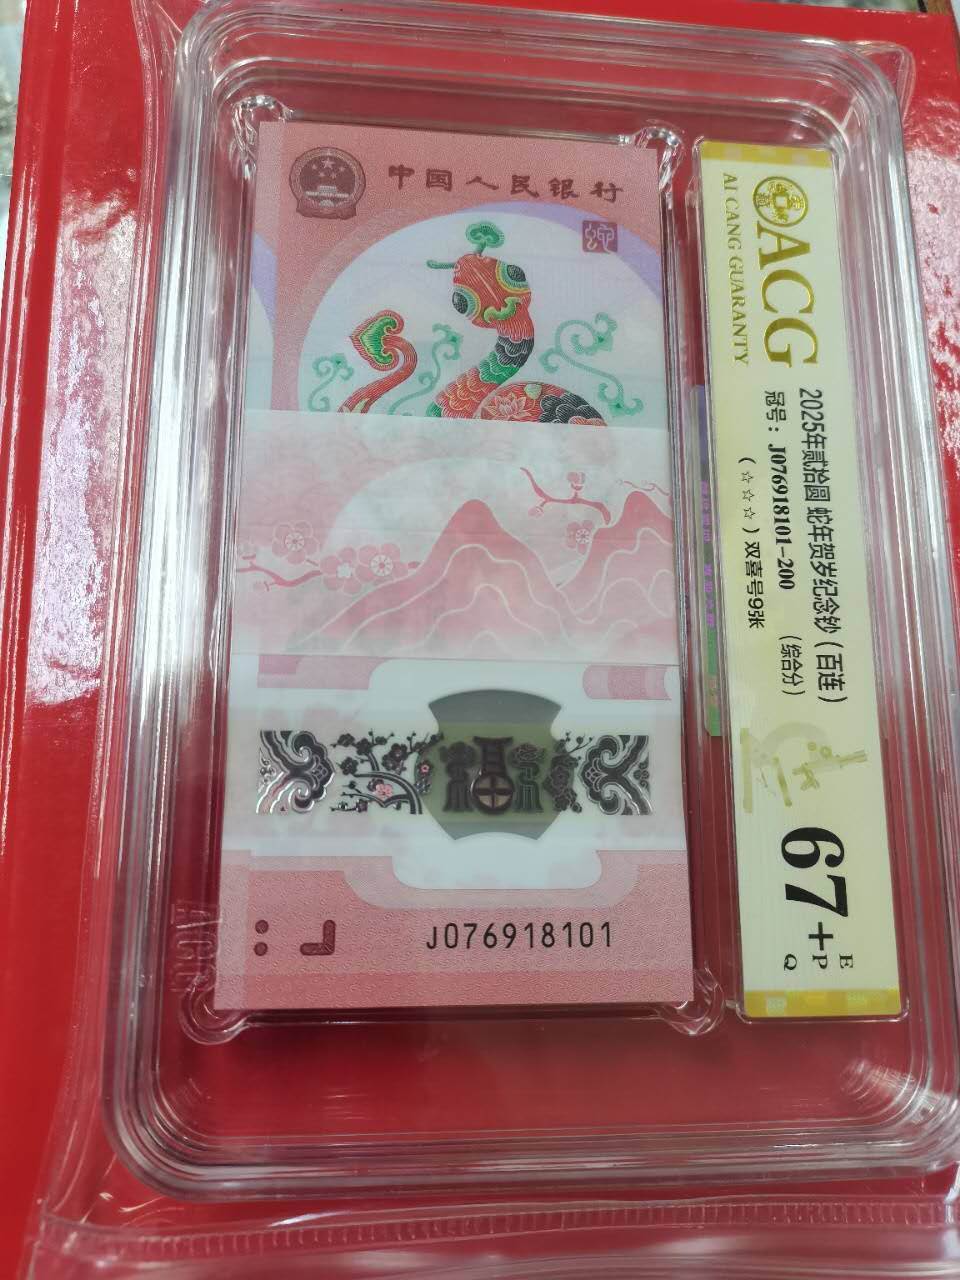 中国人民银行
蛇
J076918101
ACG
AI CANG GUARANTY
2025年贰拾圆 蛇年贺岁纪念钞（百连）
冠号：J076918101-200 （综合分）
（☆☆☆）双喜号9张
67+
E
P
Q
ACG